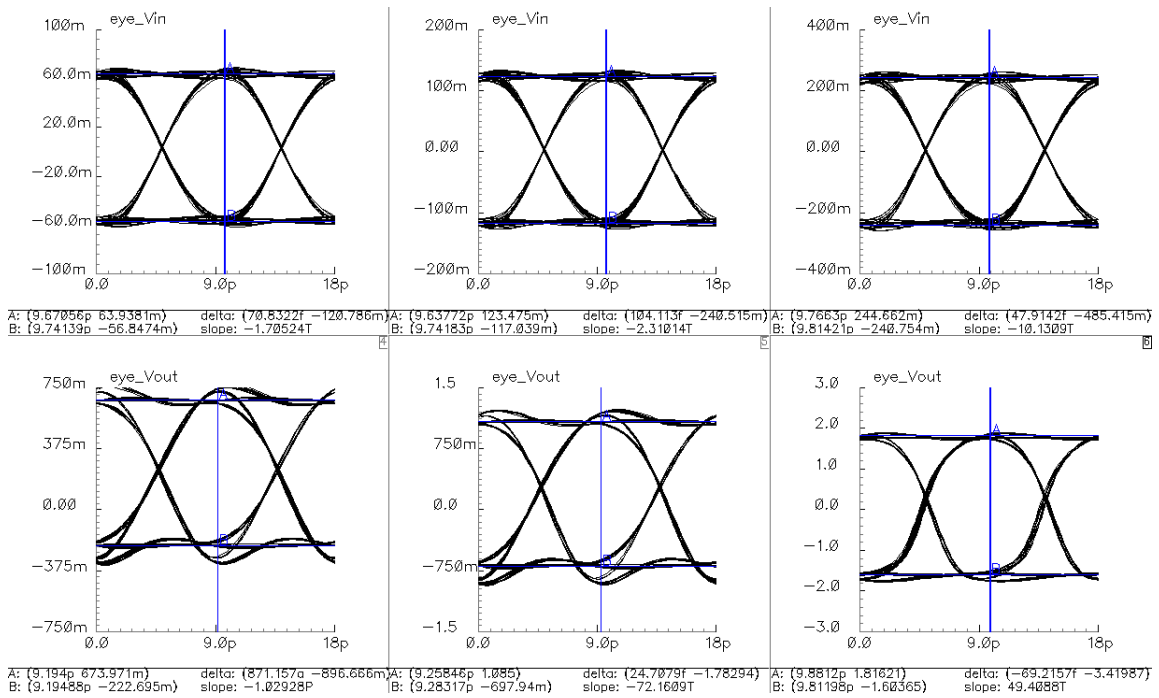 eye_Vin
100m
60.0m
20.0m
-20.0m
-60.0m
-100m
0.0
9.0p
18p
A
B
A: (9.67056p 63.9381m) delta: (70.8322f -120.786m)
B: (9.74139p -56.8474m) slope: -1.70524T
eye_Vin
200m
100m
0.00
-100m
-200m
0.0
9.0p
18p
A
B
A: (9.63772p 123.475m) delta: (104.113f -240.515m)
B: (9.74183p -117.039m) slope: -2.31014T
eye_Vin
400m
200m
0.00
-200m
-400m
0.0
9.0p
18p
A
B
A: (9.7663p 244.662m) delta: (47.9142f -485.415m)
B: (9.81421p -240.754m) slope: -10.1309T
4
eye_Vout
750m
375m
0.00
-375m
-750m
0.0
9.0p
18p
A
B
A: (9.194p 673.971m) delta: (871.157a -896.666m)
B: (9.19488p -222.695m) slope: -1.02928P
5
eye_Vout
1.5
750m
0.00
-750m
-1.5
0.0
9.0p
18p
A
B
A: (9.25846p 1.085) delta: (24.7079f -1.78294)
B: (9.28317p -697.94m) slope: -72.1609T
6
eye_Vout
3.0
2.0
1.0
0.0
-1.0
-2.0
-3.0
0.0
9.0p
18p
A
B
A: (9.8812p 1.81621) delta: (-69.2157f -3.41987)
B: (9.81198p -1.60365) slope: 49.4088T